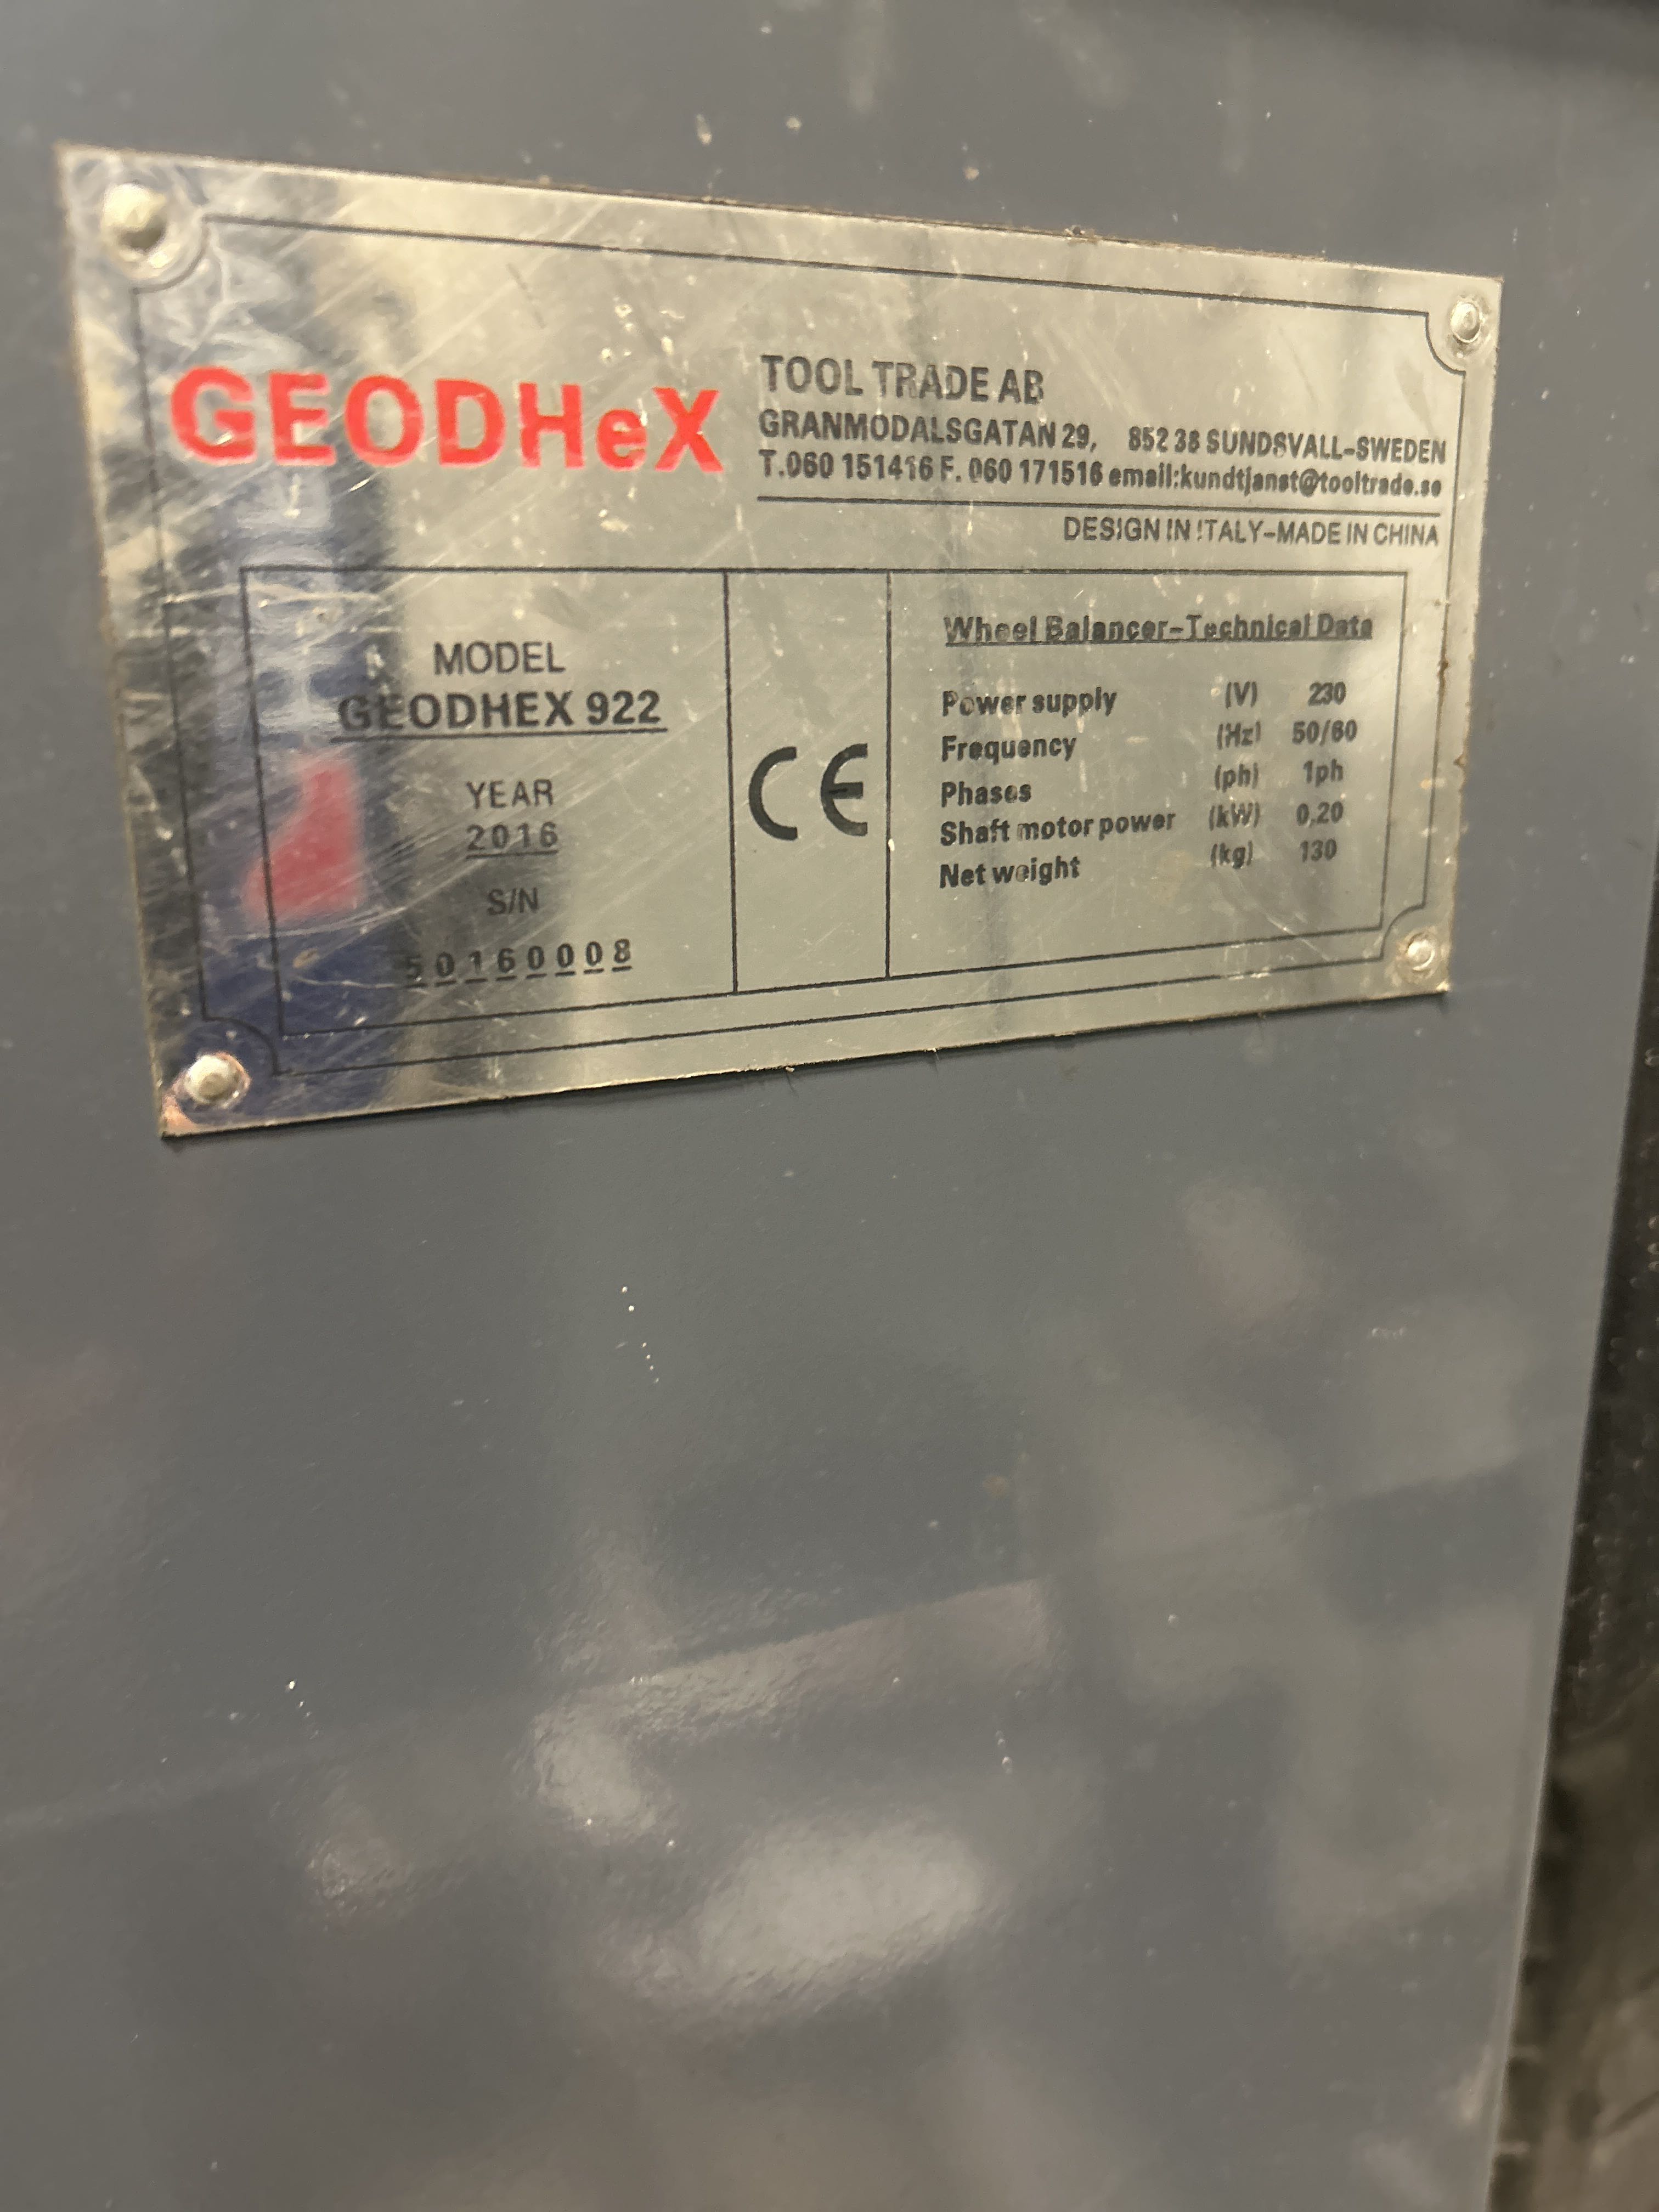 GEODHeX
TOOL TRADE AB
GRANMODALSGATAN 29, 852 38 SUNDSVALL-SWEDEN
T.060 151416 F. 060 171516 email:kundtjanst@tooltrade.se
DESIGN IN ITALY-MADE IN CHINA
MODEL
GEODHEX 922
YEAR
2016
S/N
50160008
CE
Wheel Balancer-Technical Data
Power supply (V) 230
Frequency (Hz) 50/60
Phases (ph) 1ph
Shaft motor power (kW) 0,20
Net weight (kg) 130